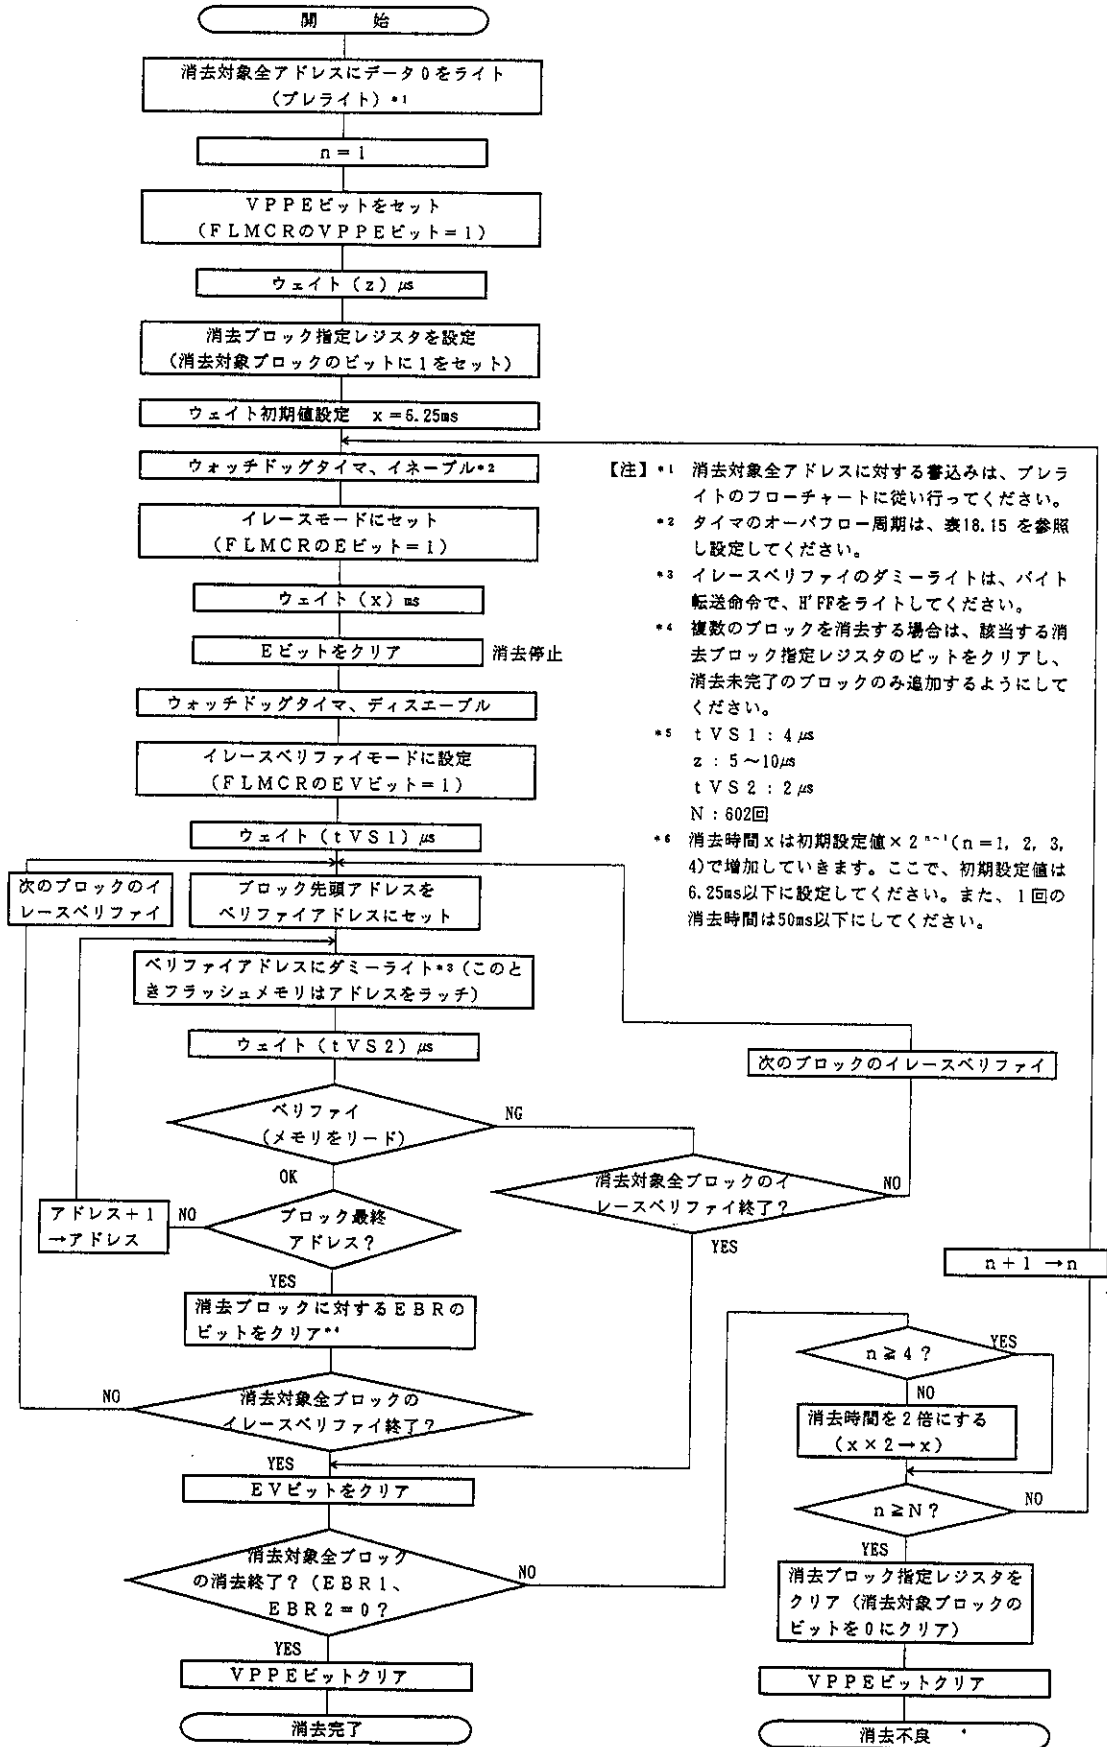 開　　始
消去対象全アドレスにデータ0をライト
（プレライト）*1
n＝1
ＶＰＰＥビットをセット
（ＦＬＭＣＲのＶＰＰＥビット＝1）
ウェイト（z）μs
消去ブロック指定レジスタを設定
（消去対象ブロックのビットに1をセット）
ウェイト初期値設定　x＝6.25ms
ウォッチドッグタイマ、イネーブル*2
イレースモードにセット
（ＦＬＭＣＲのＥビット＝1）
ウェイト（x）ms
Ｅビットをクリア　消去停止
ウォッチドッグタイマ、ディスエーブル
イレースベリファイモードに設定
（ＦＬＭＣＲのＥＶビット＝1）
ウェイト（tＶＳ1）μs
次のブロックのイ
レースベリファイ
ブロック先頭アドレスを
ベリファイアドレスにセット
ベリファイアドレスにダミーライト*3（このと
きフラッシュメモリはアドレスをラッチ）
ウェイト（tＶＳ2）μs
ベリファイ
（メモリをリード）
NG
OK
アドレス＋1
→アドレス
NO
ブロック最終
アドレス？
YES
消去ブロックに対するＥＢＲの
ビットをクリア*4
NO
消去対象全ブロックの
イレースベリファイ終了？
YES
ＥＶビットをクリア
消去対象全ブロック
の消去終了？（ＥＢＲ1、
ＥＢＲ2＝0？
NO
YES
ＶＰＰＥビットクリア
消去完了
【注】*1　消去対象全アドレスに対する書込みは、プレラ
イトのフローチャートに従い行ってください。
*2　タイマのオーバフロー周期は、表18.15 を参照
し設定してください。
*3　イレースベリファイのダミーライトは、バイト
転送命令で、H'FFをライトしてください。
*4　複数のブロックを消去する場合は、該当する消
去ブロック指定レジスタのビットをクリアし、
消去未完了のブロックのみ追加するようにして
ください。
*5　tＶＳ1：4μs
z：5～10μs
tＶＳ2：2μs
N：602回
*6　消去時間xは初期設定値×2ⁿ⁻¹(n＝1, 2, 3,
4)で増加していきます。ここで、初期設定値は
6.25ms以下に設定してください。また、1回の
消去時間は50ms以下にしてください。
次のブロックのイレースベリファイ
消去対象全ブロックのイ
レースベリファイ終了？
NO
YES
n＋1 →n
n≧4？
YES
NO
消去時間を2倍にする
（x×2→x）
n≧N？
NO
YES
消去ブロック指定レジスタを
クリア（消去対象ブロックの
ビットを0にクリア）
ＶＰＰＥビットクリア
消去不良